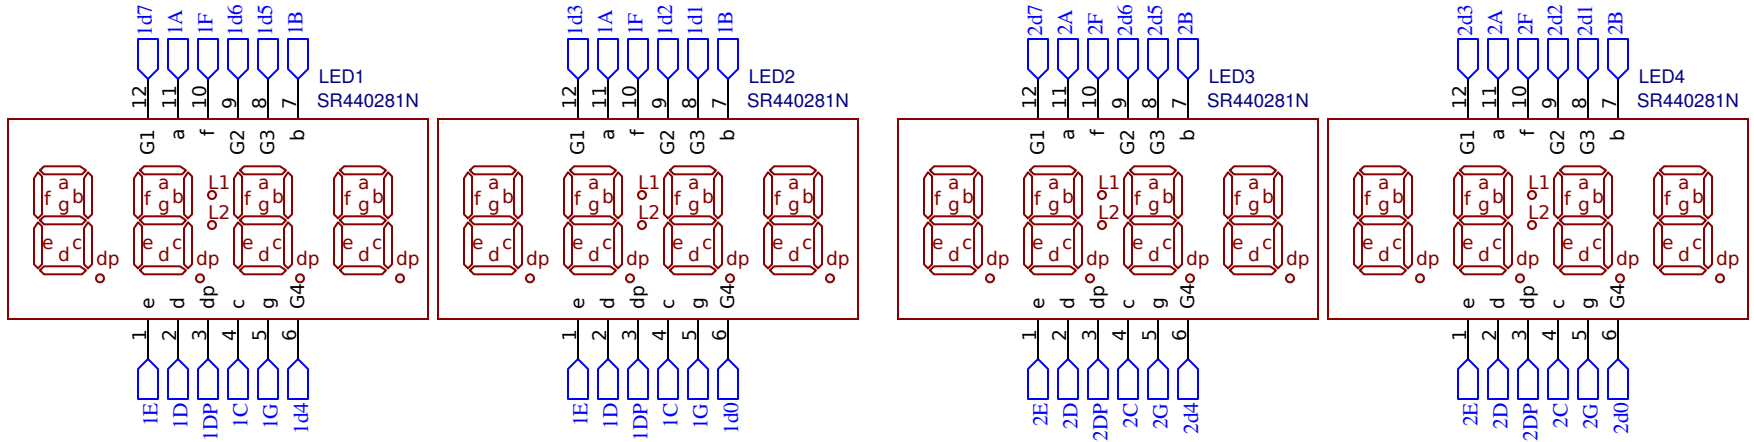 1d7 1A 1F 1d6 1d5 1B 1d3 1A 1F 1d2 1d1 1B 2d7 2A 2F 2d6 2d5 2B 2d3 2A 2F 2d2 2d1 2B
LED1 LED2 LED3 LED4
SR440281N SR440281N SR440281N SR440281N
12 11 10 9 8 7 12 11 10 9 8 7 12 11 10 9 8 7 12 11 10 9 8 7
G1 a f G2 G3 b G1 a f G2 G3 b G1 a f G2 G3 b G1 a f G2 G3 b
a a L1 a a a a L1 a a a a L1 a a a a L1 a a
f b f b f b f b f b f b f b f b f b f b f b f b f b f b f b f b
g g L2 g g g g L2 g g g g L2 g g g g L2 g g
e c e c e c e c e c e c e c e c e c e c e c e c e c e c e c e c
d d d d d d d d d d d d d d d d
dp dp dp dp dp dp dp dp dp dp dp dp dp dp dp dp
e d dp c g G4 e d dp c g G4 e d dp c g G4 e d dp c g G4
1 2 3 4 5 6 1 2 3 4 5 6 1 2 3 4 5 6 1 2 3 4 5 6
1E 1D 1DP 1C 1G 1d4 1E 1D 1DP 1C 1G 1d0 2E 2D 2DP 2C 2G 2d4 2E 2D 2DP 2C 2G 2d0